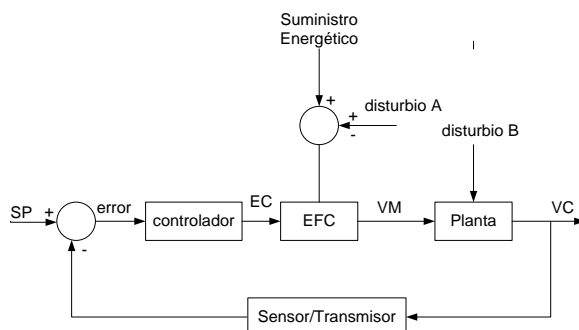 Suministro
Energético
+
+
-
disturbio A
disturbio B
SP
+
-
error
controlador
EC
EFC
VM
Planta
VC
Sensor/Transmisor